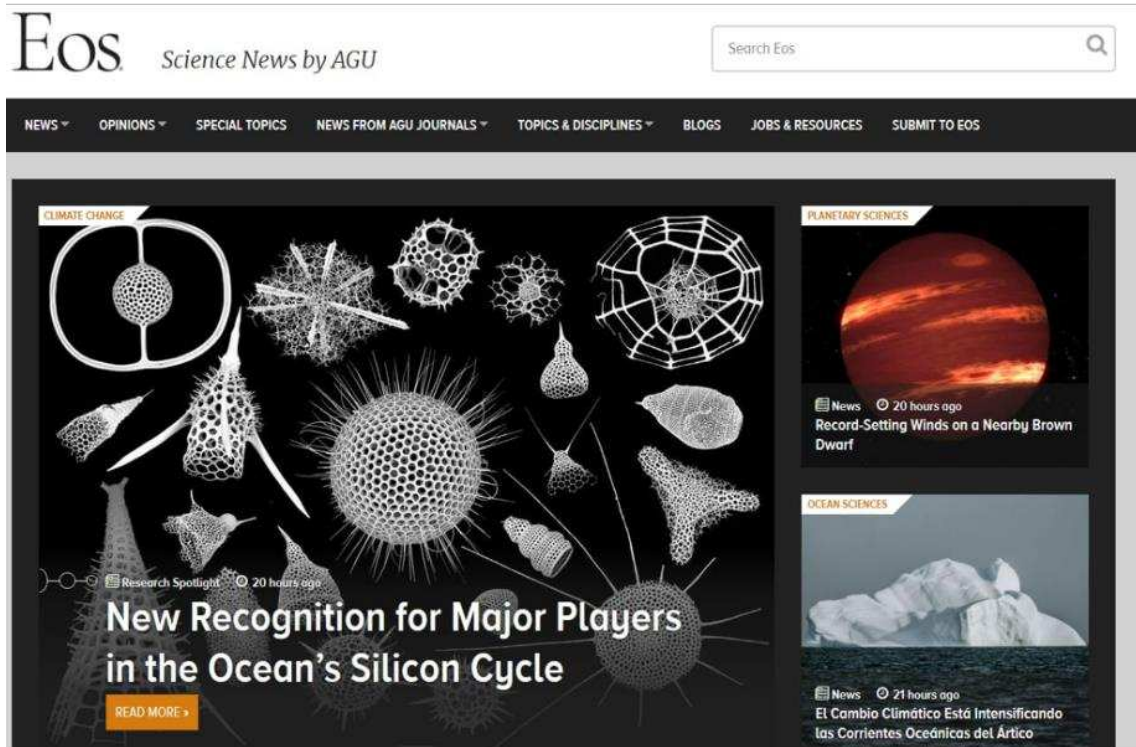 Eos
Science News by AGU
Search Eos
NEWS
OPINIONS
SPECIAL TOPICS
NEWS FROM AGU JOURNALS
TOPICS & DISCIPLINES
BLOGS
JOBS & RESOURCES
SUBMIT TO EOS
CLIMATE CHANGE
Research Spotlight 20 hours ago
New Recognition for Major Players
in the Ocean's Silicon Cycle
READ MORE »
PLANETARY SCIENCES
News 20 hours ago
Record-Setting Winds on a Nearby Brown
Dwarf
OCEAN SCIENCES
News 21 hours ago
El Cambio Climático Está Intensificando
las Corrientes Oceánicas del Ártico